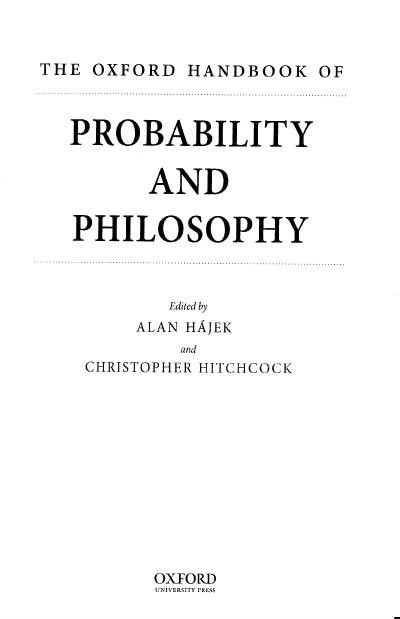 THE OXFORD HANDBOOK OF
PROBABILITY
AND
PHILOSOPHY
Edited by
ALAN HÁJEK
and
CHRISTOPHER HITCHCOCK
OXFORD
UNIVERSITY PRESS